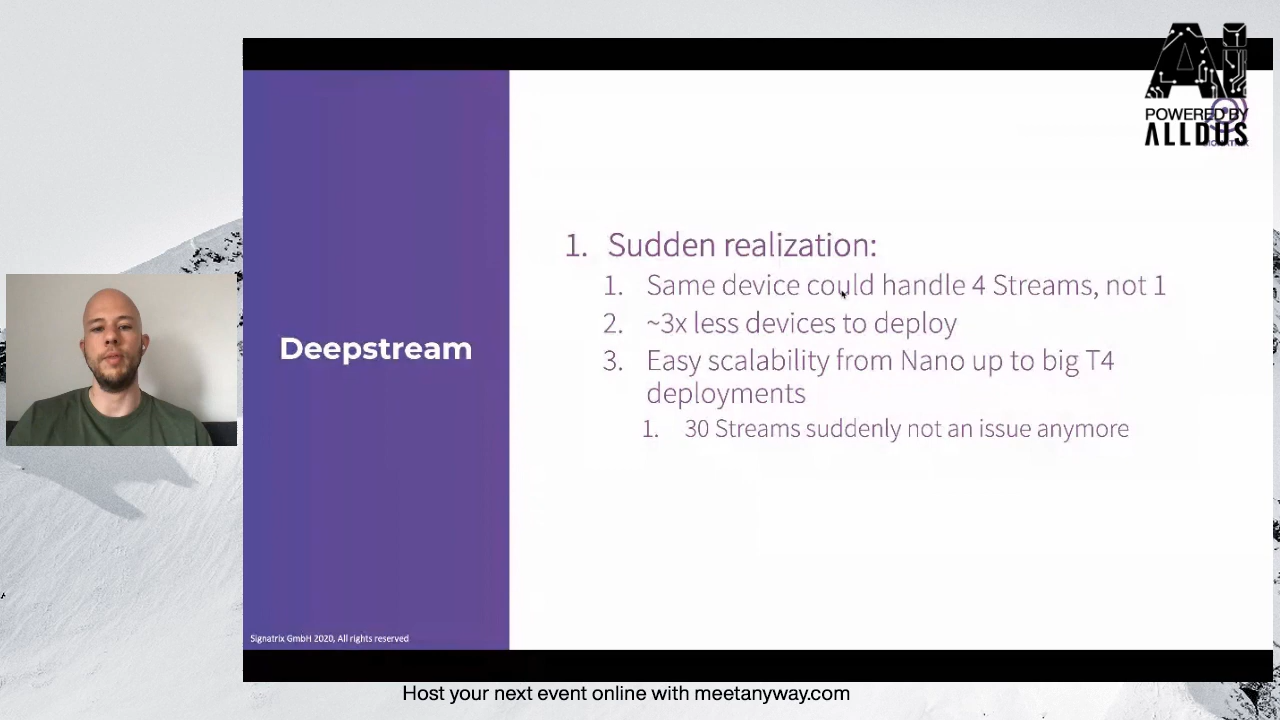 Ai
POWERED BY
ALLDUS
1. Sudden realization:
1. Same device could handle 4 Streams, not 1
2. ~3x less devices to deploy
3. Easy scalability from Nano up to big T4
deployments
1. 30 Streams suddenly not an issue anymore
Deepstream
Signatrix GmbH 2020, All rights reserved
Host your next event online with meetanyway.com